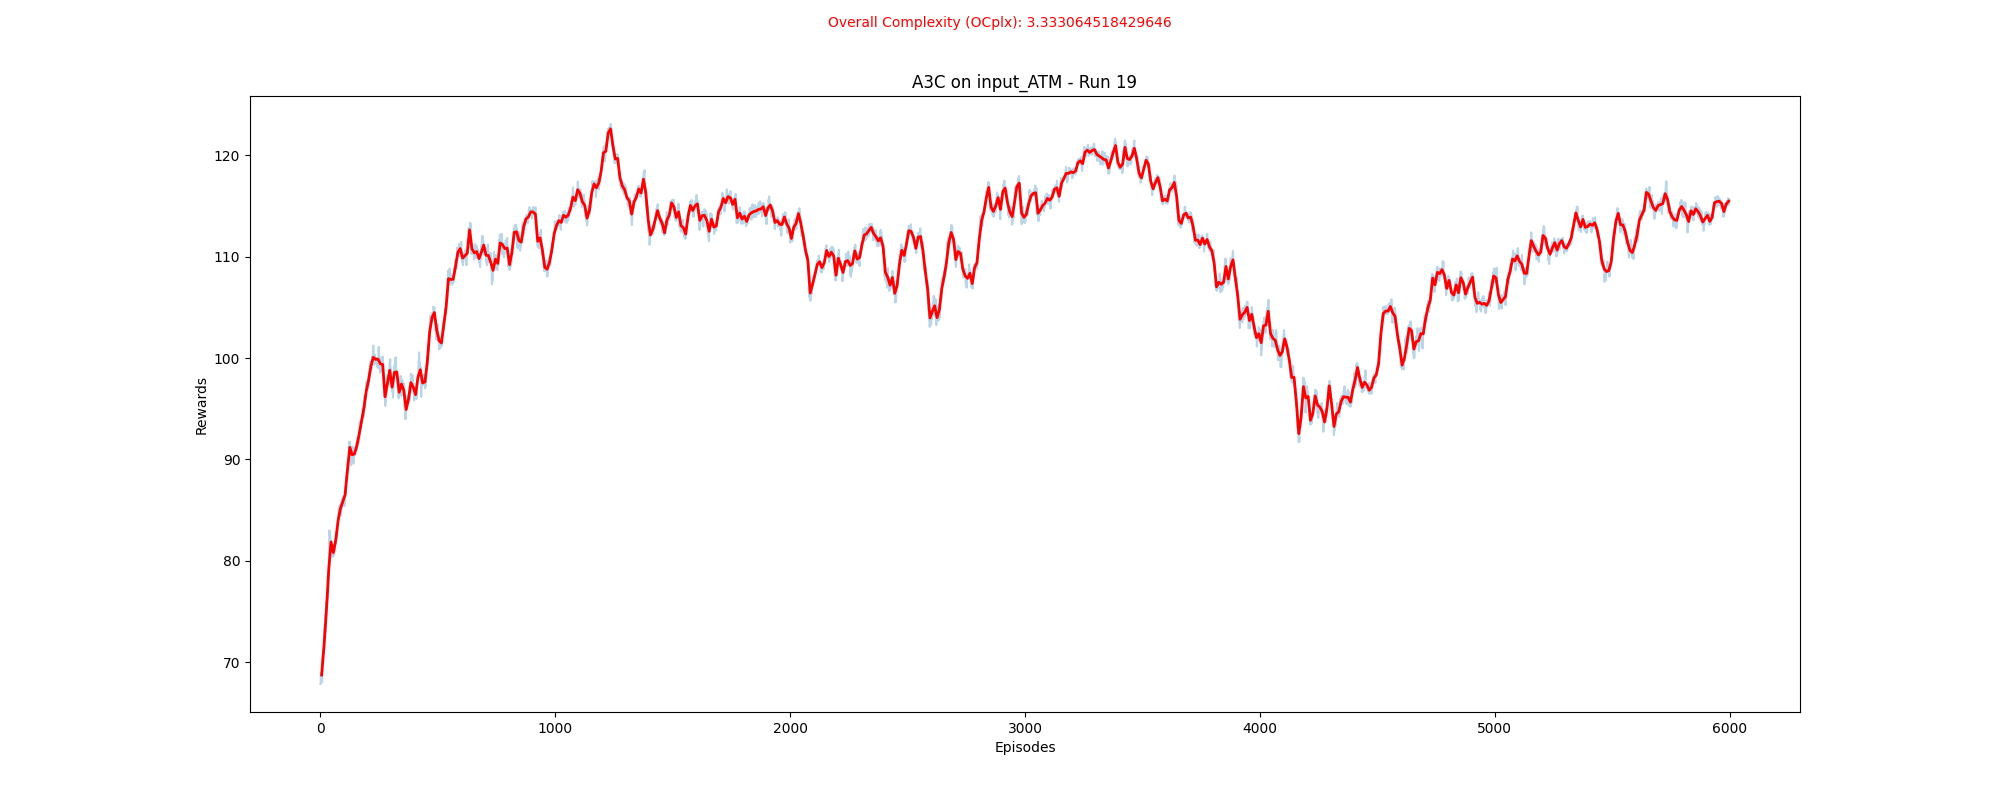 Overall Complexity (OCplx): 3.333064518429646
A3C on input_ATM - Run 19
120
110
100
90
80
70
Rewards
0 1000 2000 3000 4000 5000 6000
Episodes